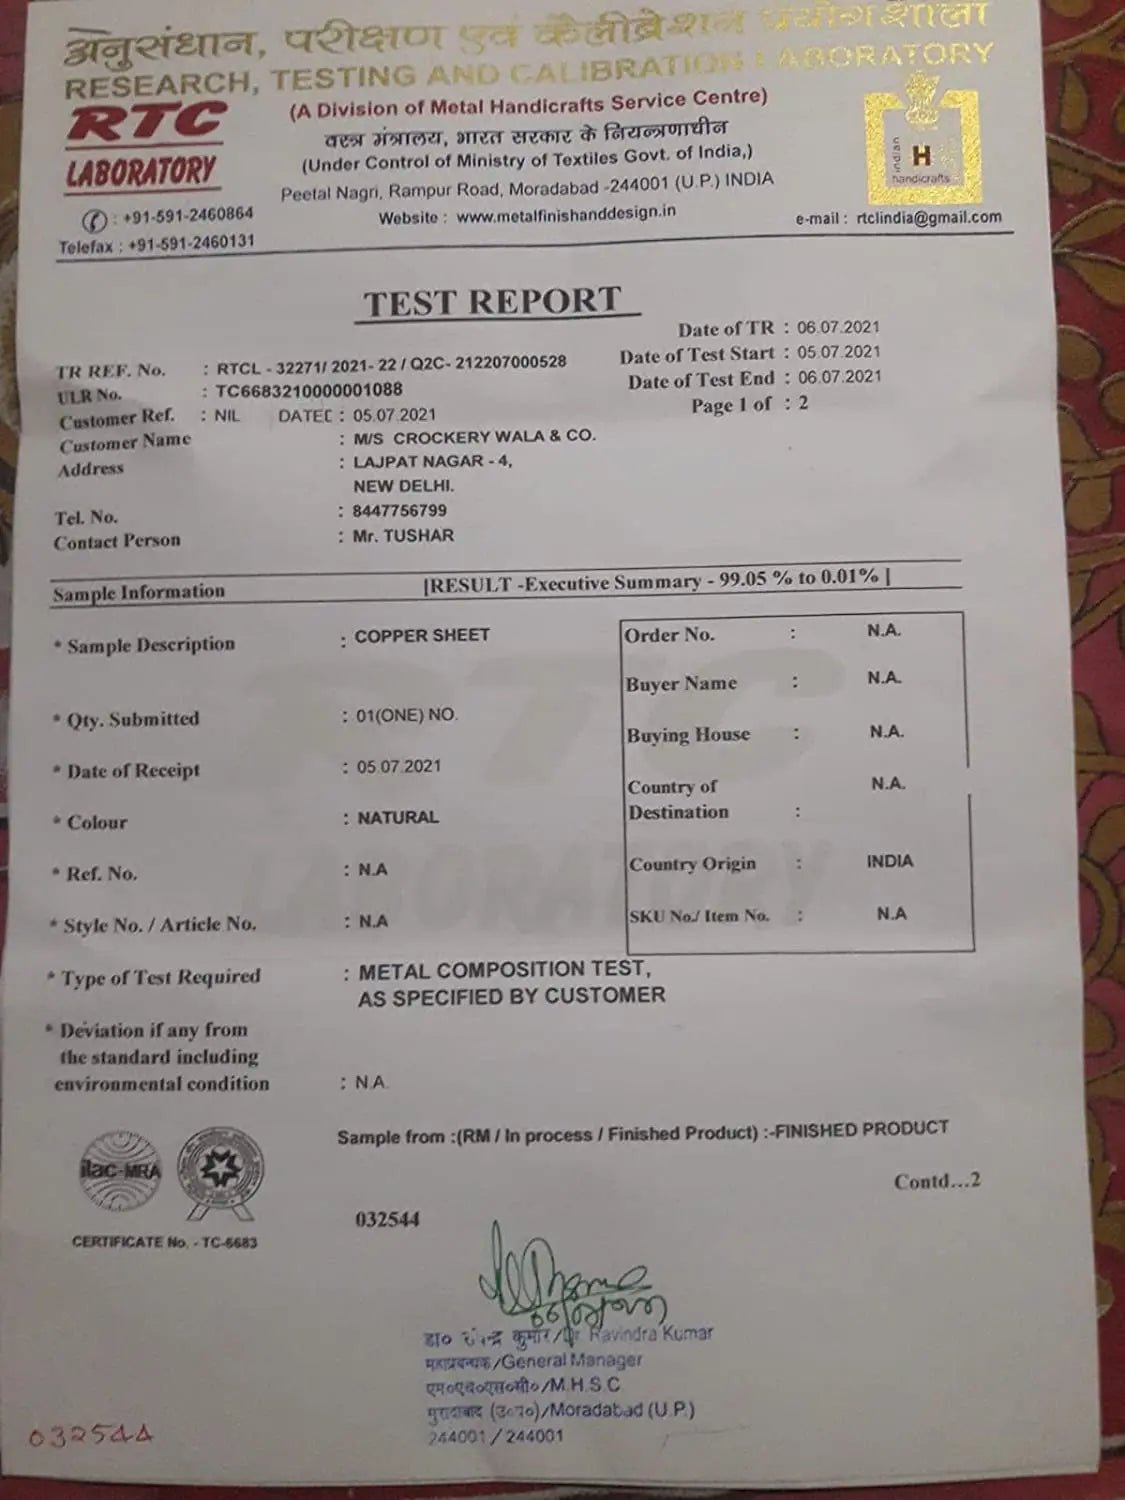 अनुसंधान, परीक्षण एवं कैलीब्रेशन प्रयोगशाला
RESEARCH, TESTING AND CALIBRATION LABORATORY
RTC
LABORATORY
(A Division of Metal Handicrafts Service Centre)
वस्त्र मंत्रालय, भारत सरकार के नियन्त्रणाधीन
(Under Control of Ministry of Textiles Govt. of India,)
Peetal Nagri, Rampur Road, Moradabad -244001 (U.P.) INDIA
indian H handicrafts
: +91-591-2460864
Website : www.metalfinishanddesign.in
e-mail : rtclindia@gmail.com
Telefax : +91-591-2460131
TEST REPORT
Date of TR : 06.07.2021
TR REF. No. : RTCL - 32271/ 2021- 22 / Q2C- 212207000528
Date of Test Start : 05.07.2021
ULR No. : TC6683210000001088
Date of Test End : 06.07.2021
Customer Ref. : NIL DATED : 05.07.2021
Page 1 of : 2
Customer Name : M/S CROCKERY WALA & CO.
Address : LAJPAT NAGAR - 4,
NEW DELHI.
Tel. No. : 8447756799
Contact Person : Mr. TUSHAR
Sample Information [RESULT -Executive Summary - 99.05 % to 0.01% ]
* Sample Description : COPPER SHEET
Order No. : N.A.
Buyer Name : N.A.
* Qty. Submitted : 01(ONE) NO.
Buying House : N.A.
* Date of Receipt : 05.07.2021
Country of N.A.
Destination :
* Colour : NATURAL
Country Origin : INDIA
* Ref. No. : N.A
SKU No./ Item No. : N.A
* Style No. / Article No. : N.A
* Type of Test Required : METAL COMPOSITION TEST,
AS SPECIFIED BY CUSTOMER
* Deviation if any from
the standard including
environmental condition : N.A.
RTC
LABORATORY
Sample from :(RM / In process / Finished Product) :-FINISHED PRODUCT
ilac-MRA
Contd...2
032544
CERTIFICATE No. - TC-6683
कुमार/Dr. Ravindra Kumar
महाप्रबन्धक/General Manager
एम०एच०एस०सी०/M.H.S.C
मुरादाबाद (उ०प्र०)/Moradabad (U.P.)
244001 / 244001
032544